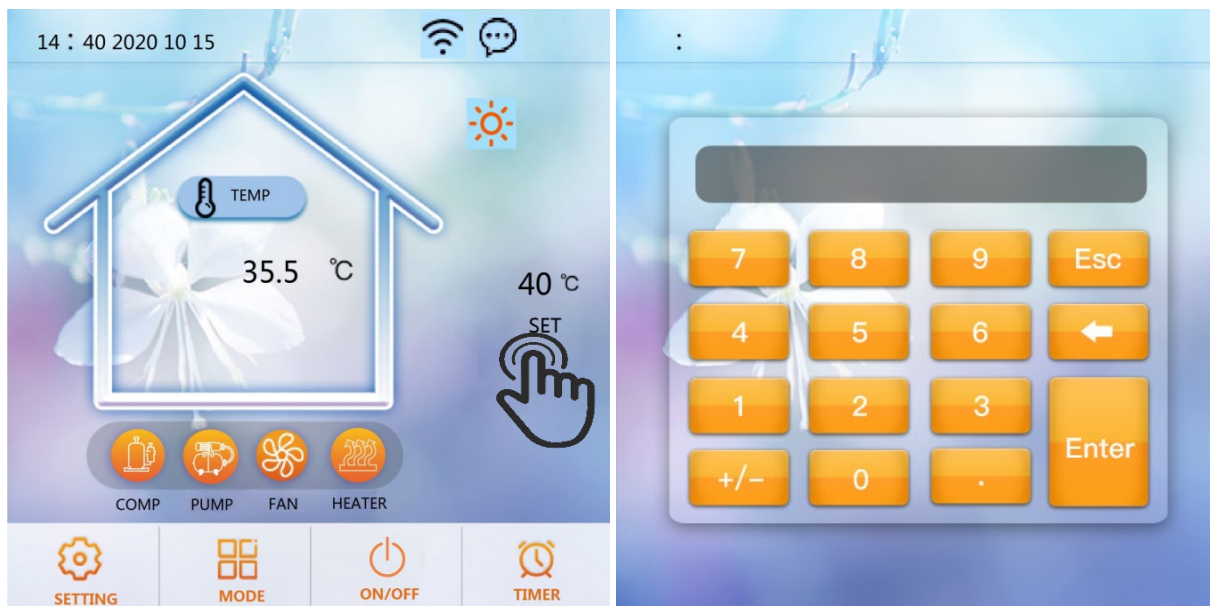 14：40 2020 10 15
TEMP
35.5 ℃
40 ℃
SET
COMP PUMP FAN HEATER
SETTING MODE ON/OFF TIMER
:
7 8 9 Esc
4 5 6
1 2 3
Enter
+/− 0 .